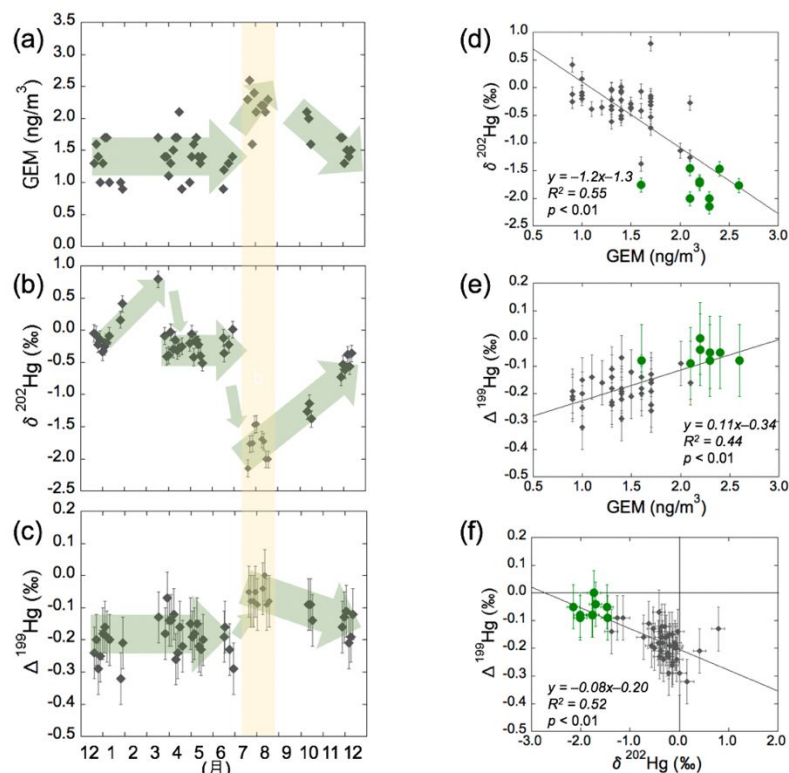 (a)
GEM (ng/m³)
3.5
3.0
2.5
2.0
1.5
1.0
0.5
0.0
(b)
δ ²⁰²Hg (‰)
1.0
0.5
0.0
-0.5
-1.0
-1.5
-2.0
-2.5
(c)
Δ ¹⁹⁹Hg (‰)
0.2
0.1
0.0
-0.1
-0.2
-0.3
-0.4
-0.5
12 1 2 3 4 5 6 7 8 9 10 11 12
(月)
(d)
δ ²⁰²Hg (‰)
1.0
0.5
0.0
-0.5
-1.0
-1.5
-2.0
-2.5
y = –1.2x–1.3
R² = 0.55
p < 0.01
0.5 1.0 1.5 2.0 2.5 3.0
GEM (ng/m³)
(e)
Δ ¹⁹⁹Hg (‰)
0.2
0.1
0.0
-0.1
-0.2
-0.3
-0.4
-0.5
y = 0.11x–0.34
R² = 0.44
p < 0.01
0.5 1.0 1.5 2.0 2.5 3.0
GEM (ng/m³)
(f)
Δ ¹⁹⁹Hg (‰)
0.2
0.1
0.0
-0.1
-0.2
-0.3
-0.4
-0.5
y = –0.08x–0.20
R² = 0.52
p < 0.01
-3.0 -2.0 -1.0 0.0 1.0 2.0
δ ²⁰²Hg (‰)